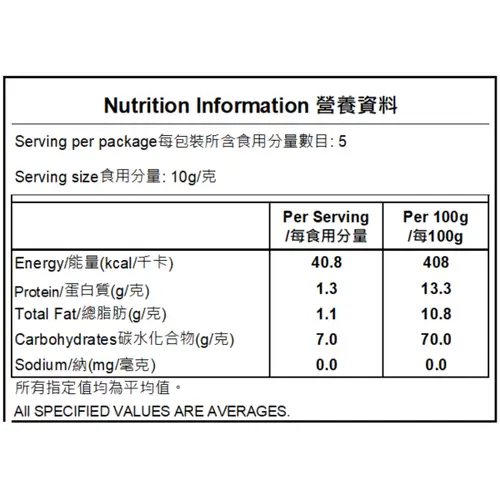 Nutrition Information 營養資料
Serving per package每包裝所含食用分量數目: 5
Serving size食用分量: 10g/克
Per Serving Per 100g
/每食用分量 /每100g
Energy/能量(kcal/千卡) 40.8 408
Protein/蛋白質(g/克) 1.3 13.3
Total Fat/總脂肪(g/克) 1.1 10.8
Carbohydrates碳水化合物(g/克) 7.0 70.0
Sodium/鈉(mg/毫克) 0.0 0.0
所有指定值均為平均值。
All SPECIFIED VALUES ARE AVERAGES.